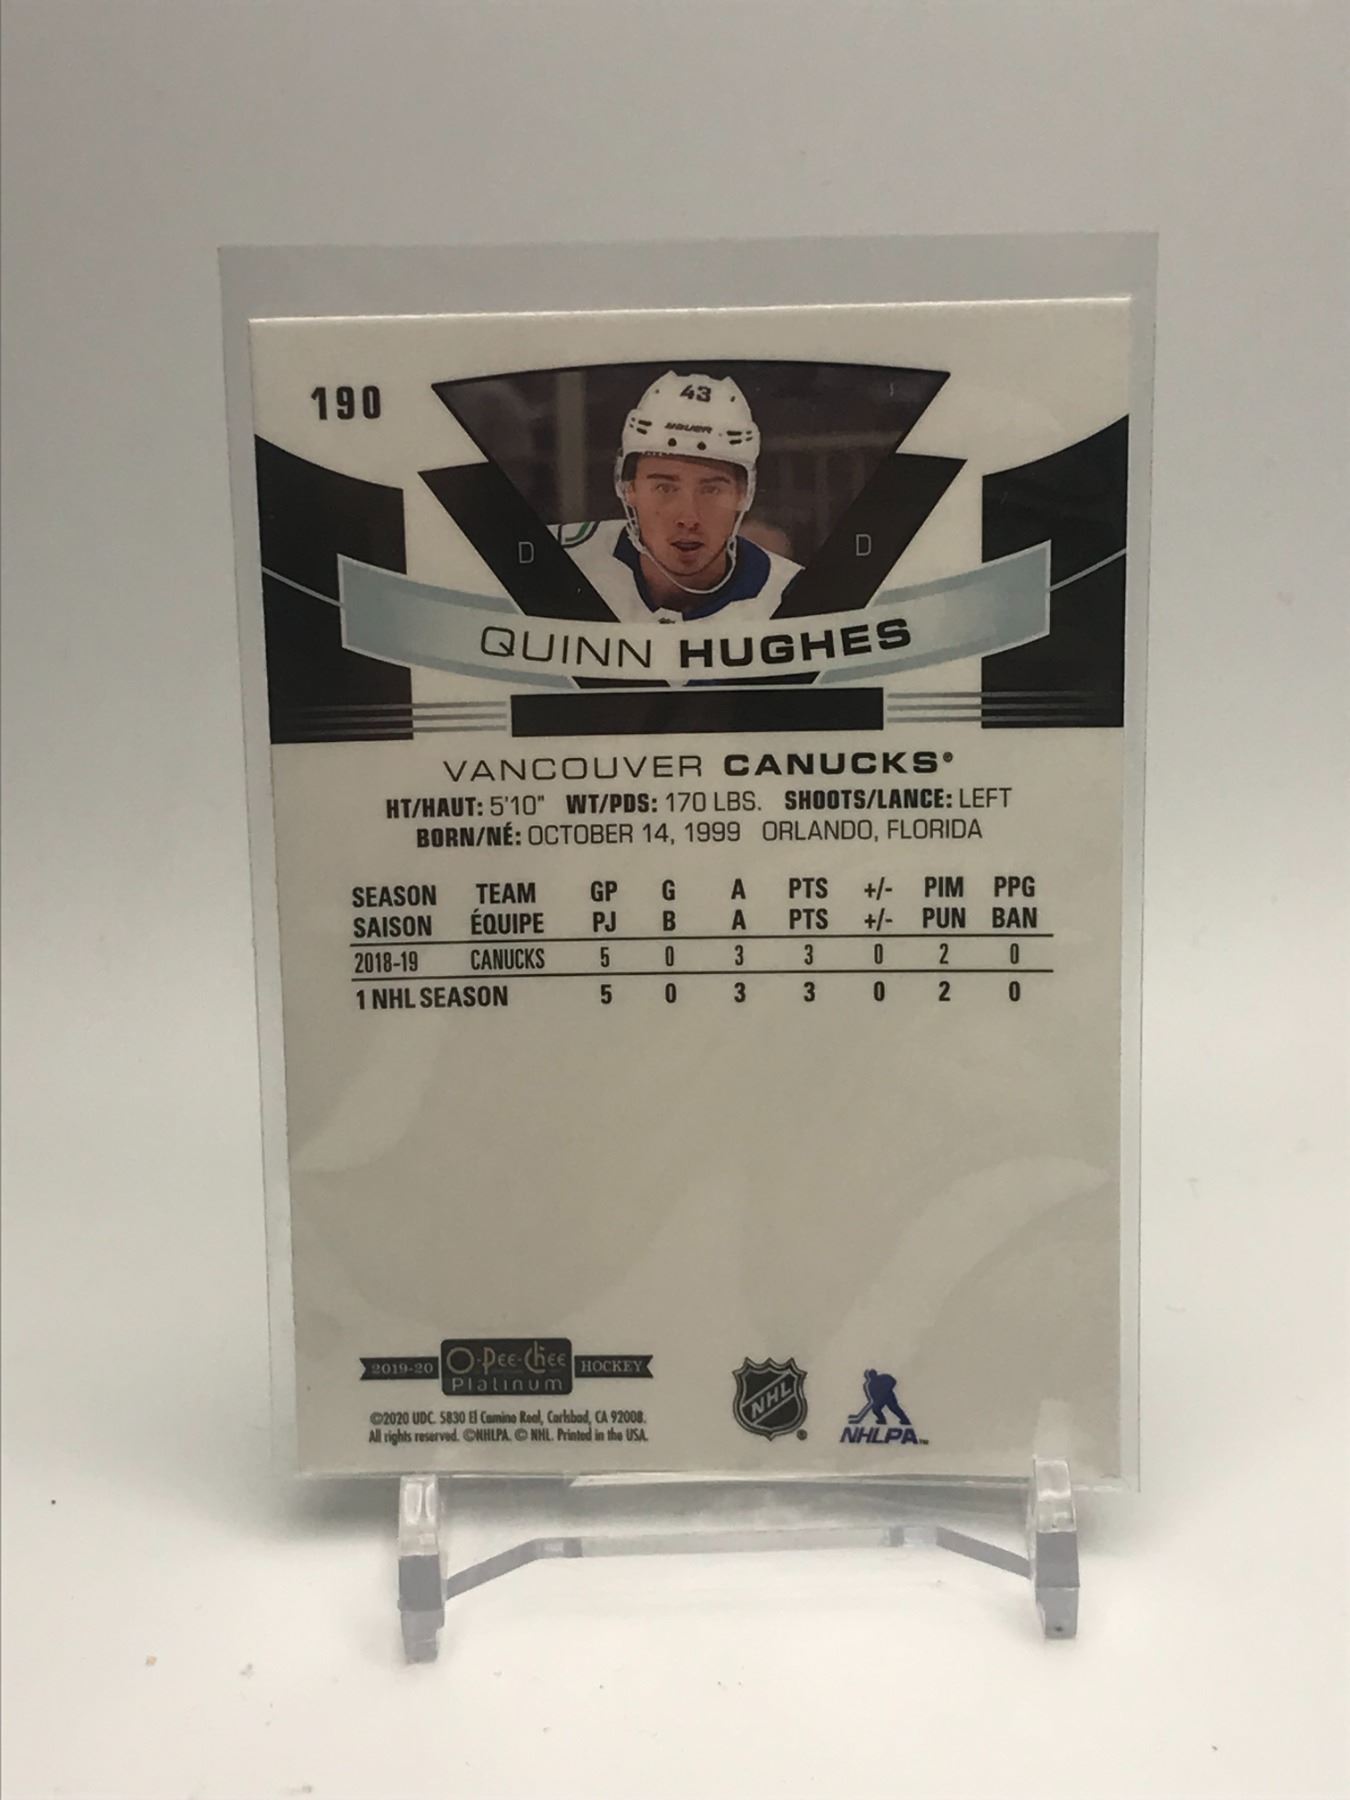 190
43
BAUER
D D
QUINN HUGHES
VANCOUVER CANUCKS®
HT/HAUT: 5'10" WT/PDS: 170 LBS. SHOOTS/LANCE: LEFT
BORN/NÉ: OCTOBER 14, 1999 ORLANDO, FLORIDA
SEASON TEAM GP G A PTS +/- PIM PPG
SAISON ÉQUIPE PJ B A PTS +/- PUN BAN
2018-19 CANUCKS 5 0 3 3 0 2 0
1 NHL SEASON 5 0 3 3 0 2 0
2019-20 O-Pee-Chee HOCKEY
Platinum
©2020 UDC. 5830 El Camino Real, Carlsbad, CA 92008.
All rights reserved. ©NHLPA. © NHL. Printed in the USA.
NHL ®
NHLPA™